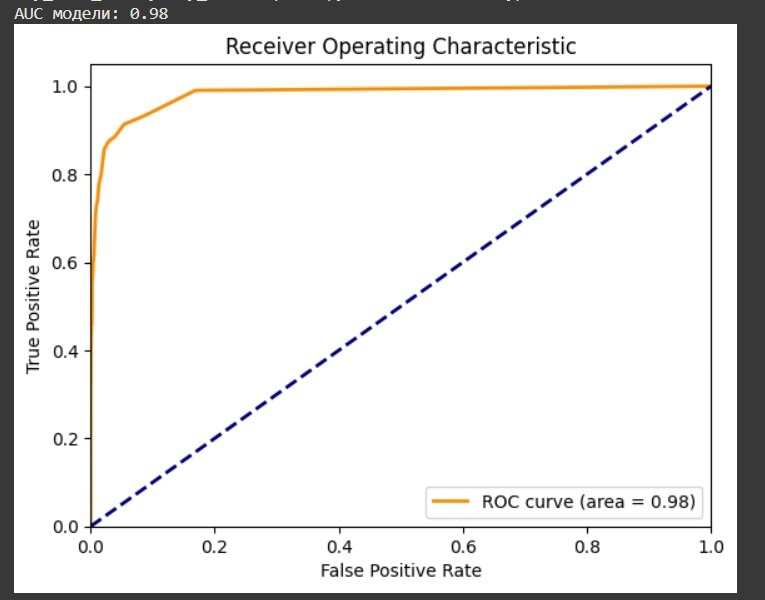 AUC модели: 0.98
Receiver Operating Characteristic
True Positive Rate
1.0
0.8
0.6
0.4
0.2
0.0
ROC curve (area = 0.98)
0.0 0.2 0.4 0.6 0.8 1.0
False Positive Rate